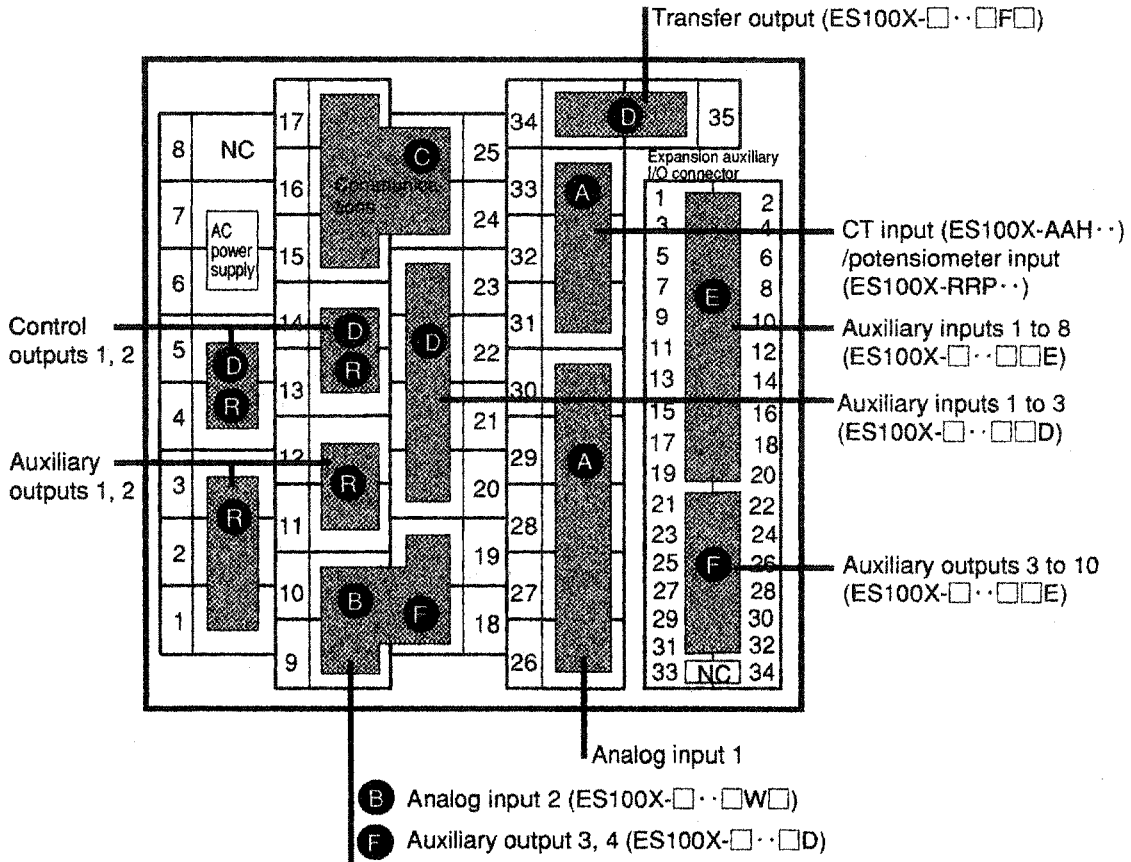 Transfer output (ES100X-□··□F□)
17
34
D
35
8
NC
C
25
Expansion auxiliary
I/O connector
16
33
A
1
2
7
24
3
4
AC
power
supply
15
32
CT input (ES100X-AAH··)
/potensiometer input
(ES100X-RRP··)
5
6
6
23
7
8
E
Control
outputs 1, 2
14
D
D
31
9
10
Auxiliary inputs 1 to 8
(ES100X-□··□□E)
5
D
R
22
11
12
13
30
13
14
4
R
21
15
16
Auxiliary inputs 1 to 3
(ES100X-□··□□D)
Auxiliary
outputs 1, 2
12
29
A
17
18
3
R
20
19
20
R
11
28
21
22
2
19
23
24
10
B
27
25
F
26
Auxiliary outputs 3 to 10
(ES100X-□··□□E)
1
F
18
27
28
29
30
9
26
31
32
33
NC
34
Analog input 1
B Analog input 2 (ES100X-□··□W□)
F Auxiliary output 3, 4 (ES100X-□··□D)